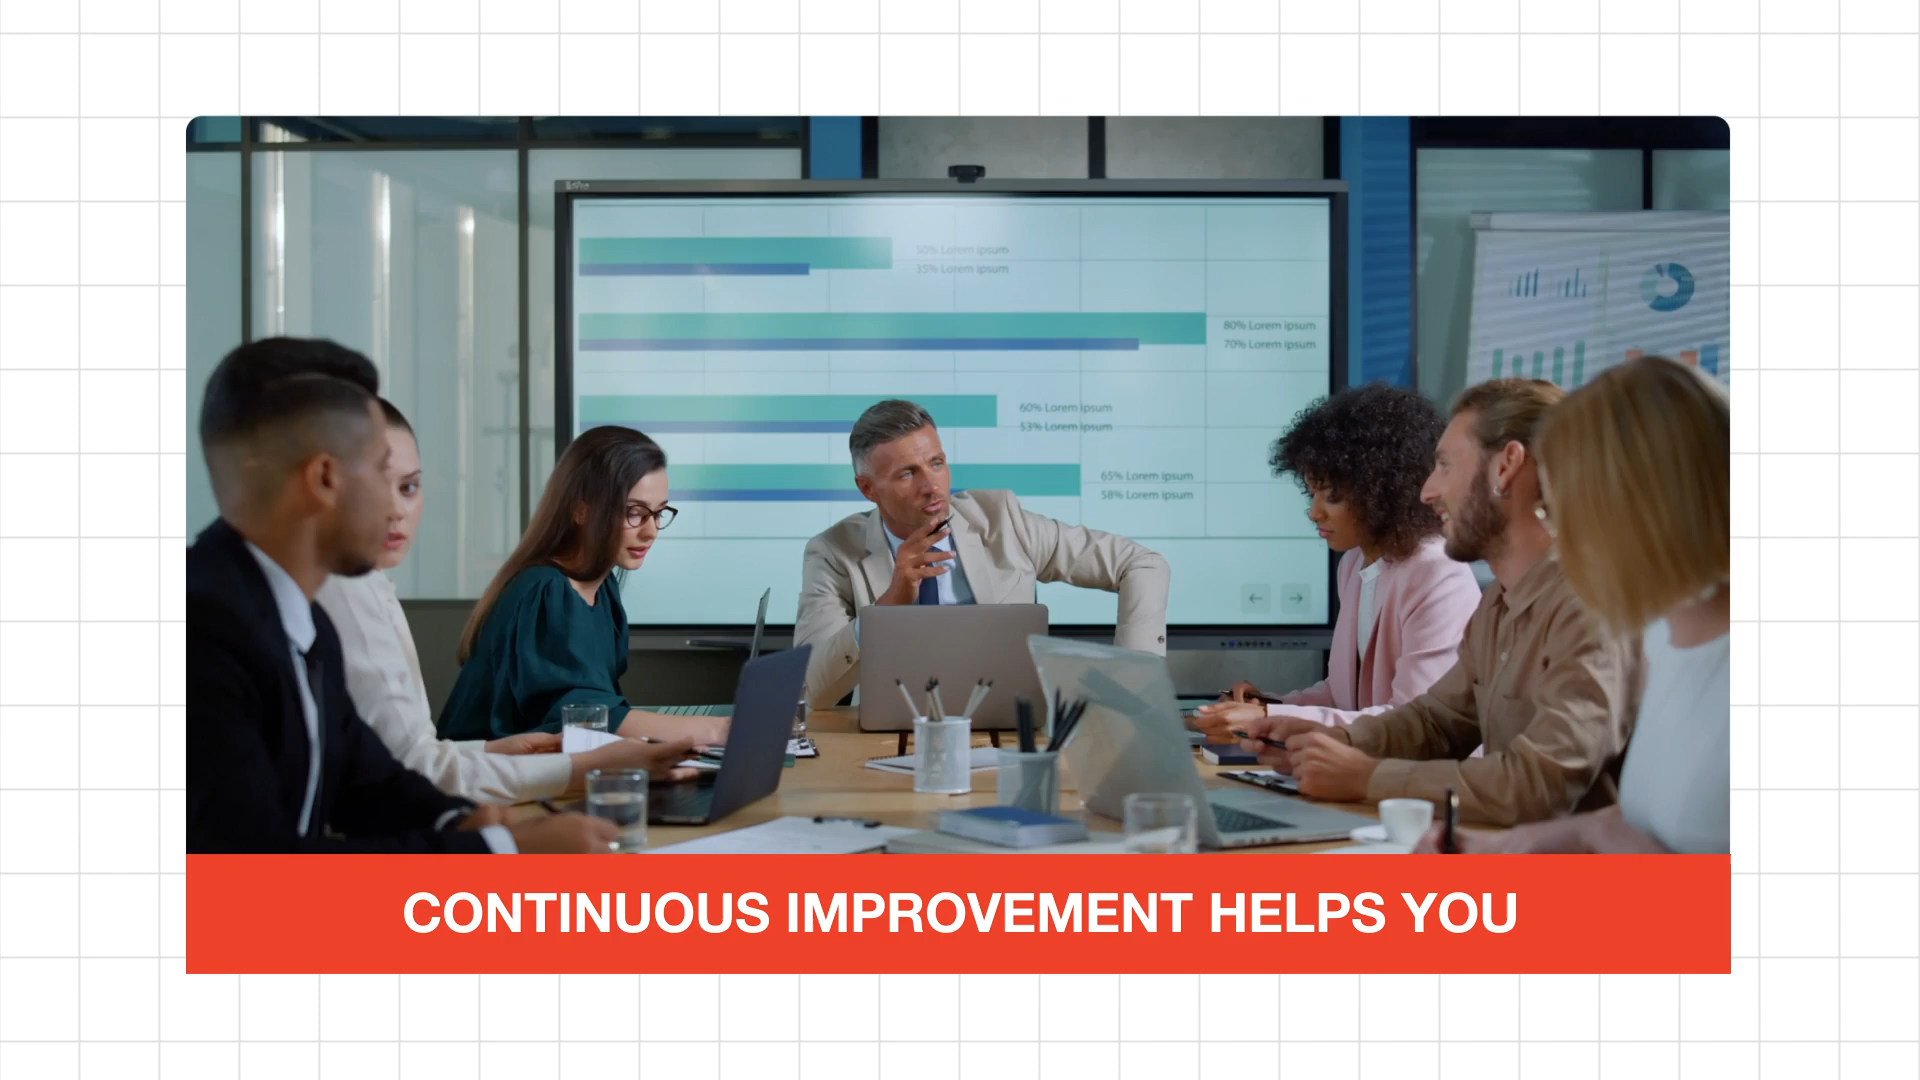 50% Lorem ipsum
35% Lorem ipsum
80% Lorem ipsum
70% Lorem ipsum
60% Lorem ipsum
53% Lorem ipsum
65% Lorem ipsum
58% Lorem ipsum
CONTINUOUS IMPROVEMENT HELPS YOU